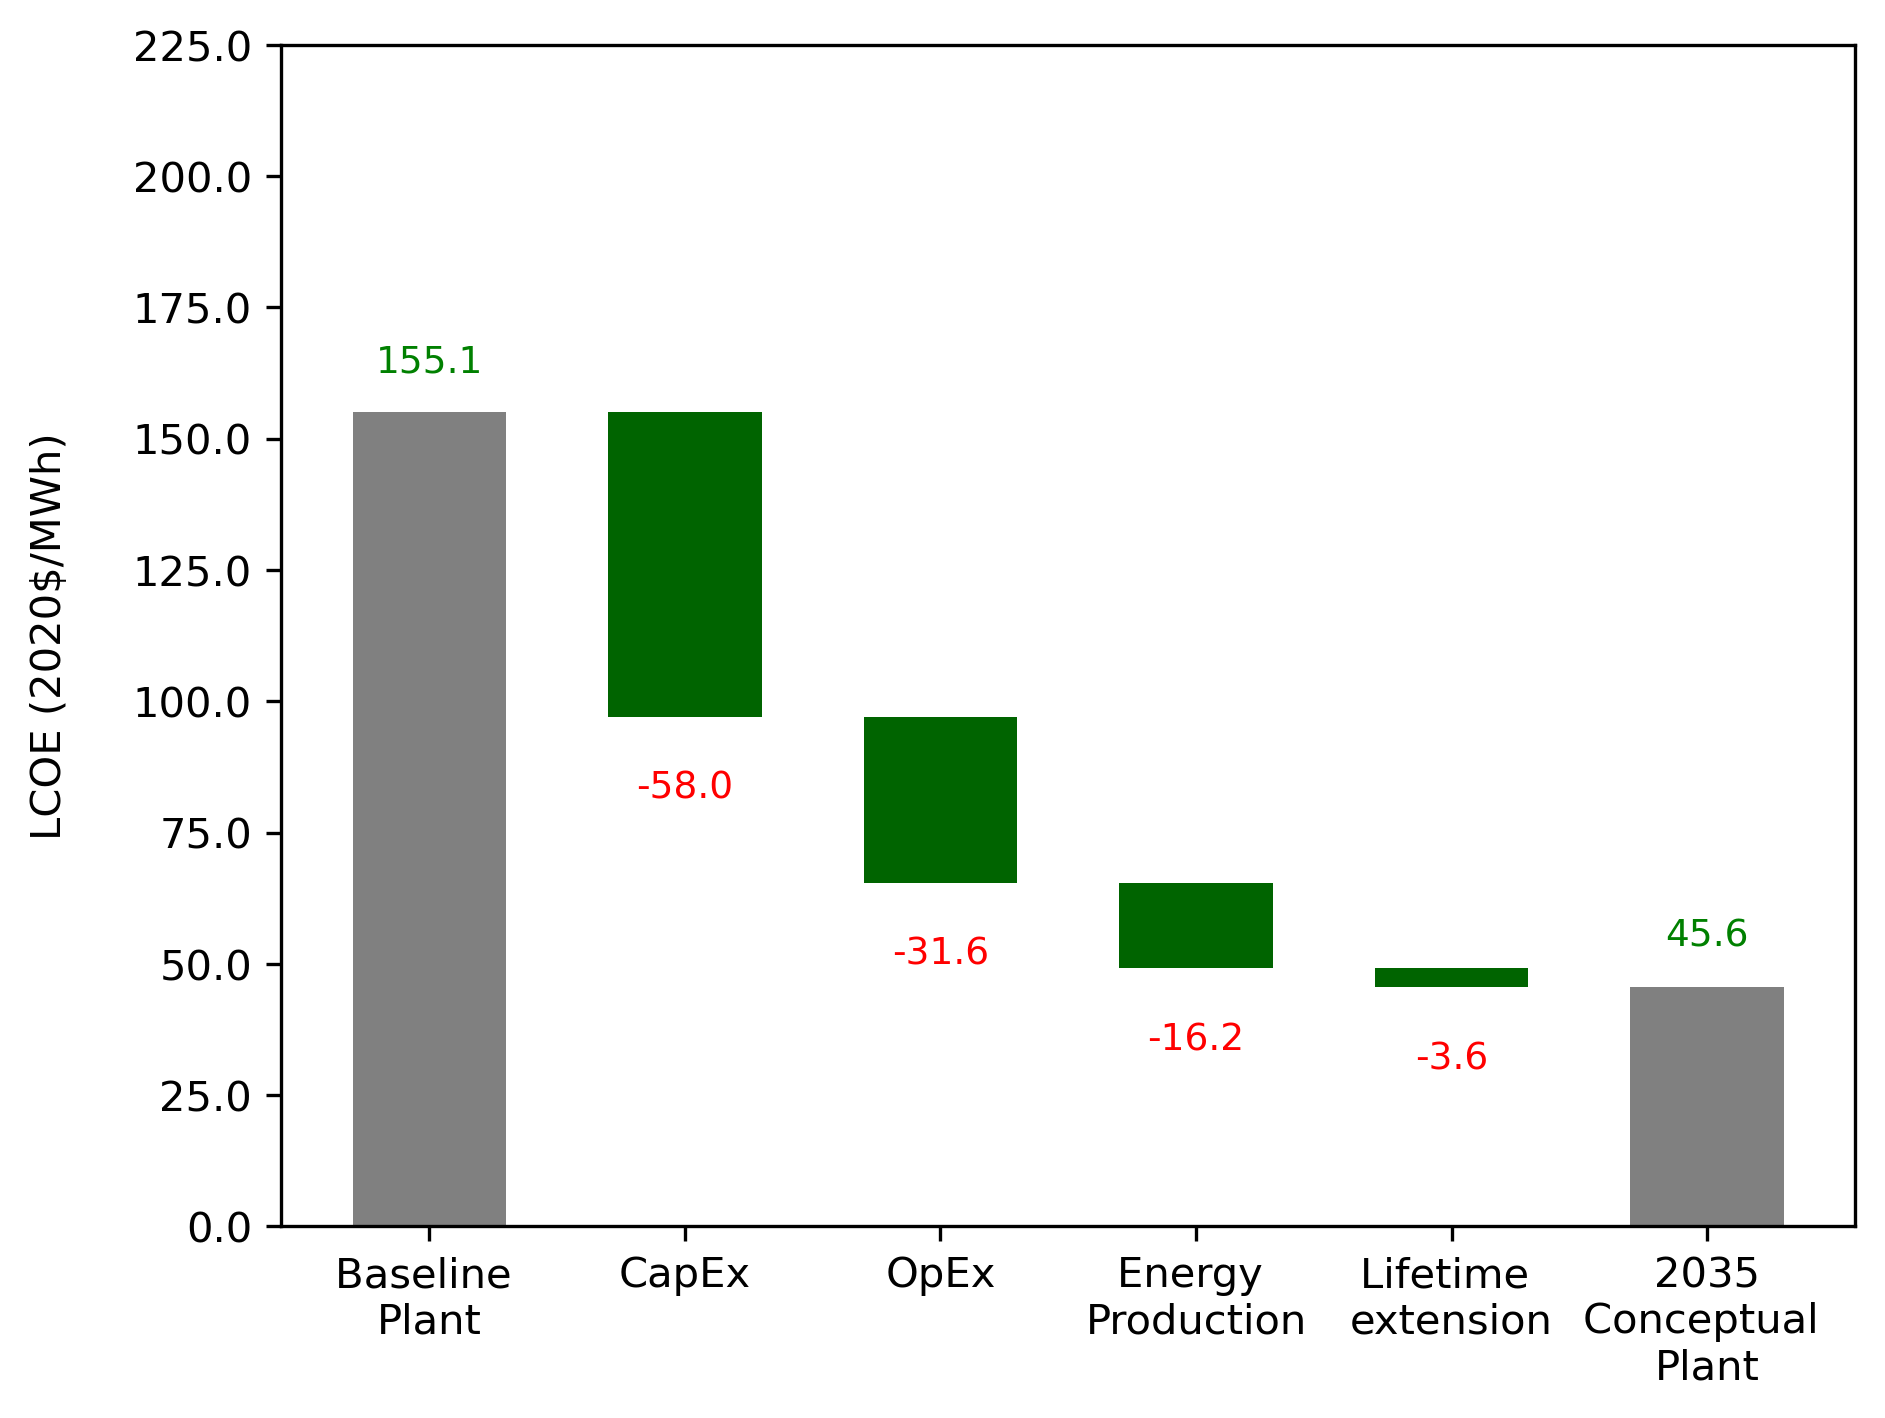 LCOE (2020$/MWh)
225.0
200.0
175.0
150.0
125.0
100.0
75.0
50.0
25.0
0.0
155.1
-58.0
-31.6
-16.2
-3.6
45.6
Baseline
Plant
CapEx
OpEx
Energy
Production
Lifetime
extension
2035
Conceptual
Plant